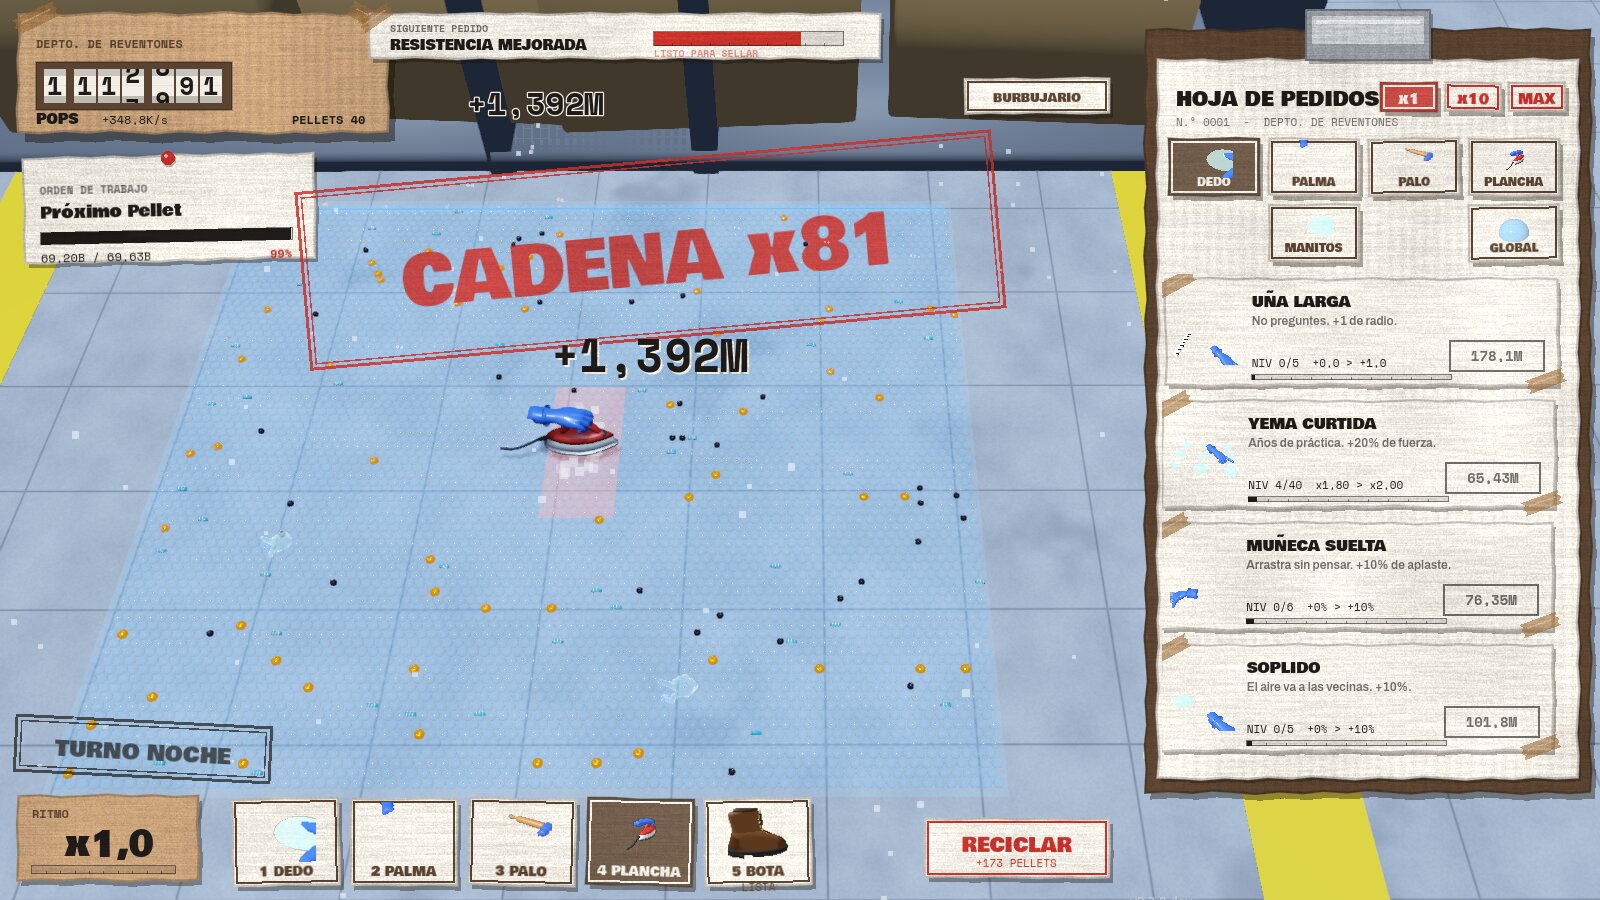 DEPTO. DE REVENTONES
POPS +348,8K/s PELLETS 40
SIGUIENTE PEDIDO
RESISTENCIA MEJORADA
LISTO PARA SELLAR
+1,392M
BURBUJARIO
ORDEN DE TRABAJO
Próximo Pellet
69.20B / 69.63B 99%
CADENA x81
+1,392M
TURNO NOCHE
RITMO
x1,0
1 DEDO
2 PALMA
3 PALO
4 PLANCHA
5 BOTA
LISTA
RECICLAR
+173 PELLETS
HOJA DE PEDIDOS x1 x10 MAX
N.° 0001 - DEPTO. DE REVENTONES
DEDO PALMA PALO PLANCHA
MANITOS GLOBAL
UÑA LARGA
No preguntes. +1 de radio.
NIV 0/5 +0,0 > +1,0 178,1M
YEMA CURTIDA
Años de práctica. +20% de fuerza.
NIV 4/40 x1,80 > x2,00 65,43M
MUÑECA SUELTA
Arrastra sin pensar. +10% de aplaste.
NIV 0/6 +0% > +10% 76,35M
SOPLIDO
El aire va a las vecinas. +10%.
NIV 0/5 +0% > +10% 101,8M